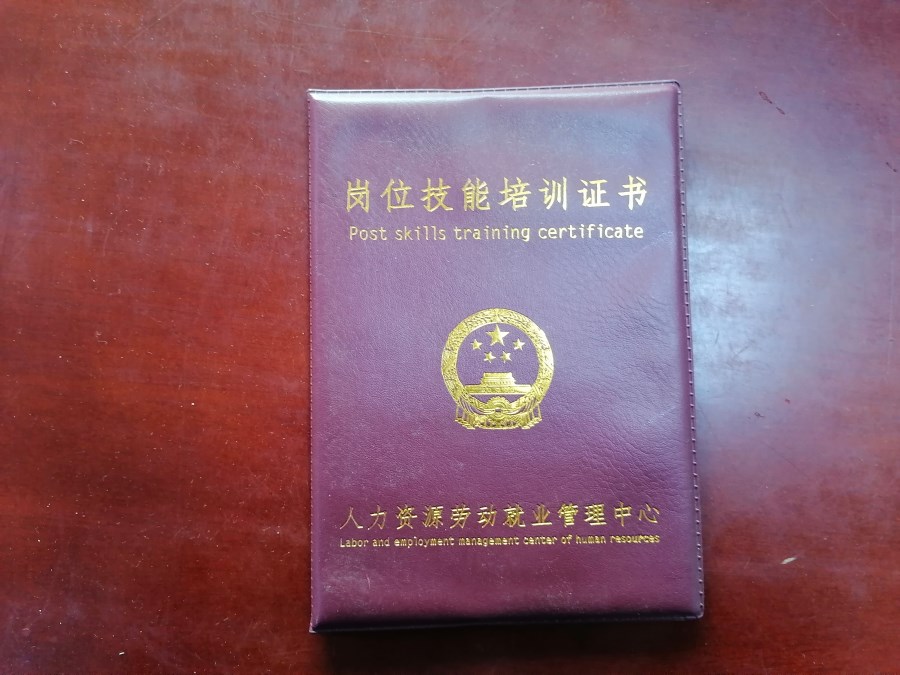 岗位技能培训证书
Post skills training certificate
人力资源劳动就业管理中心
Labor and employment management center of human resources